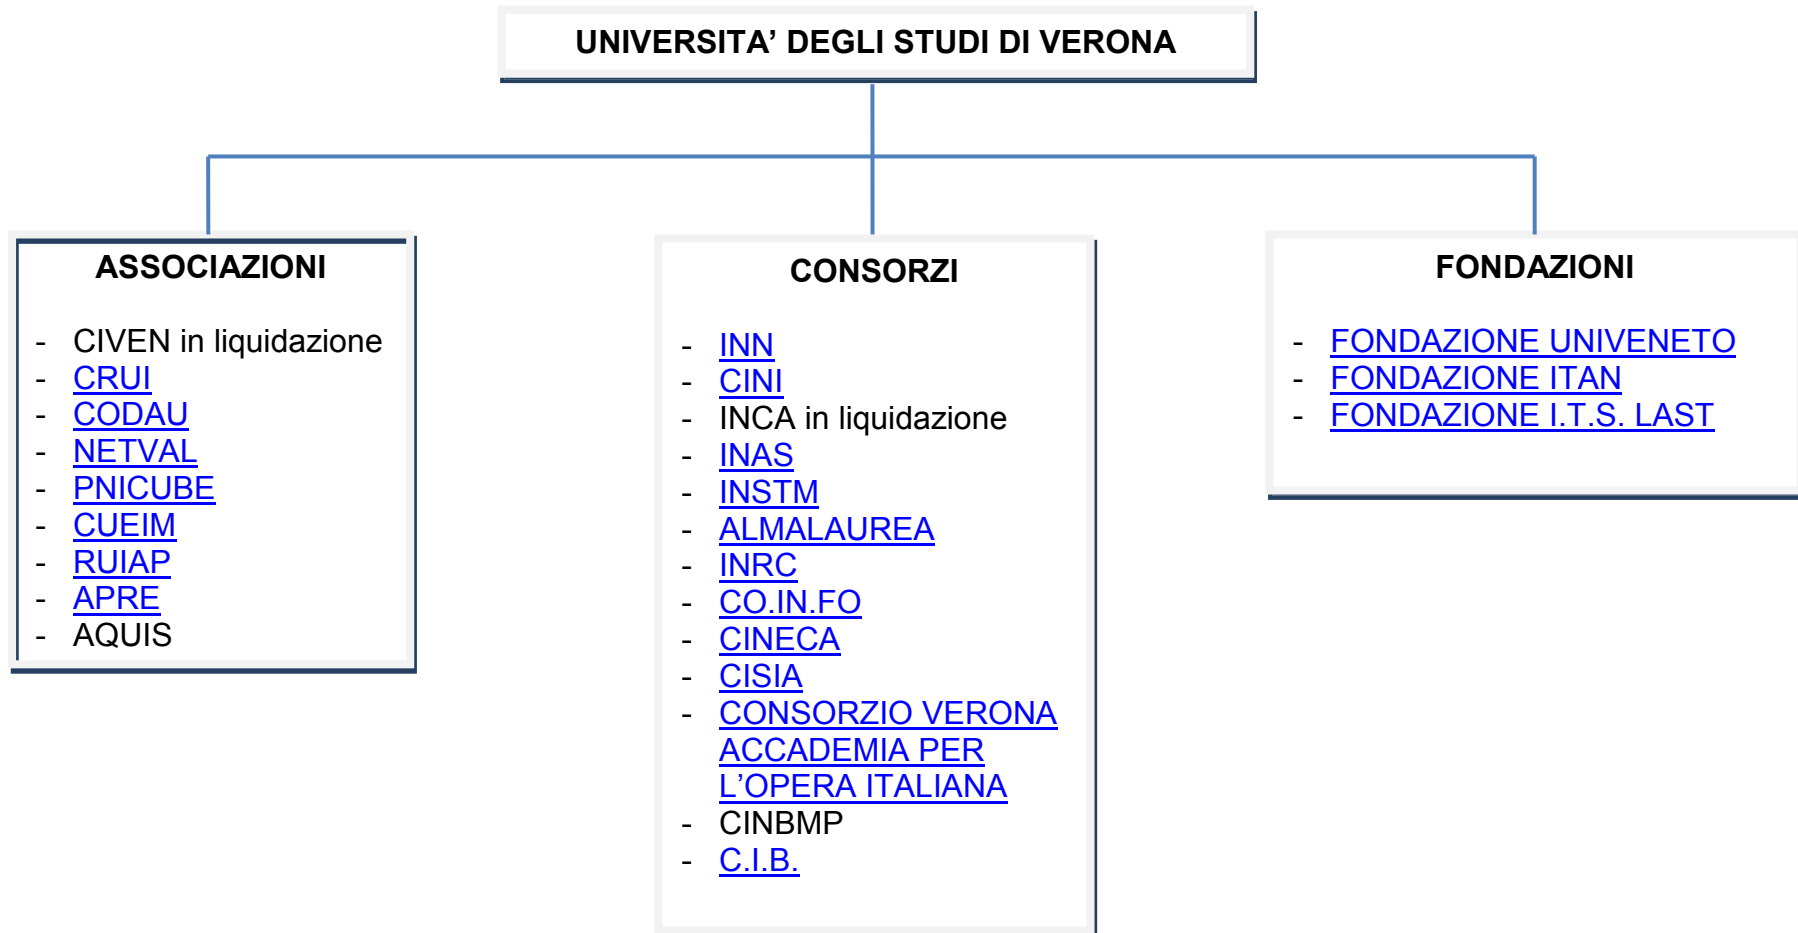 UNIVERSITA’ DEGLI STUDI DI VERONA
ASSOCIAZIONI
- CIVEN in liquidazione
- CRUI
- CODAU
- NETVAL
- PNICUBE
- CUEIM
- RUIAP
- APRE
- AQUIS
CONSORZI
- INN
- CINI
- INCA in liquidazione
- INAS
- INSTM
- ALMALAUREA
- INRC
- CO.IN.FO
- CINECA
- CISIA
- CONSORZIO VERONA
ACCADEMIA PER
L’OPERA ITALIANA
- CINBMP
- C.I.B.
FONDAZIONI
- FONDAZIONE UNIVENETO
- FONDAZIONE ITAN
- FONDAZIONE I.T.S. LAST